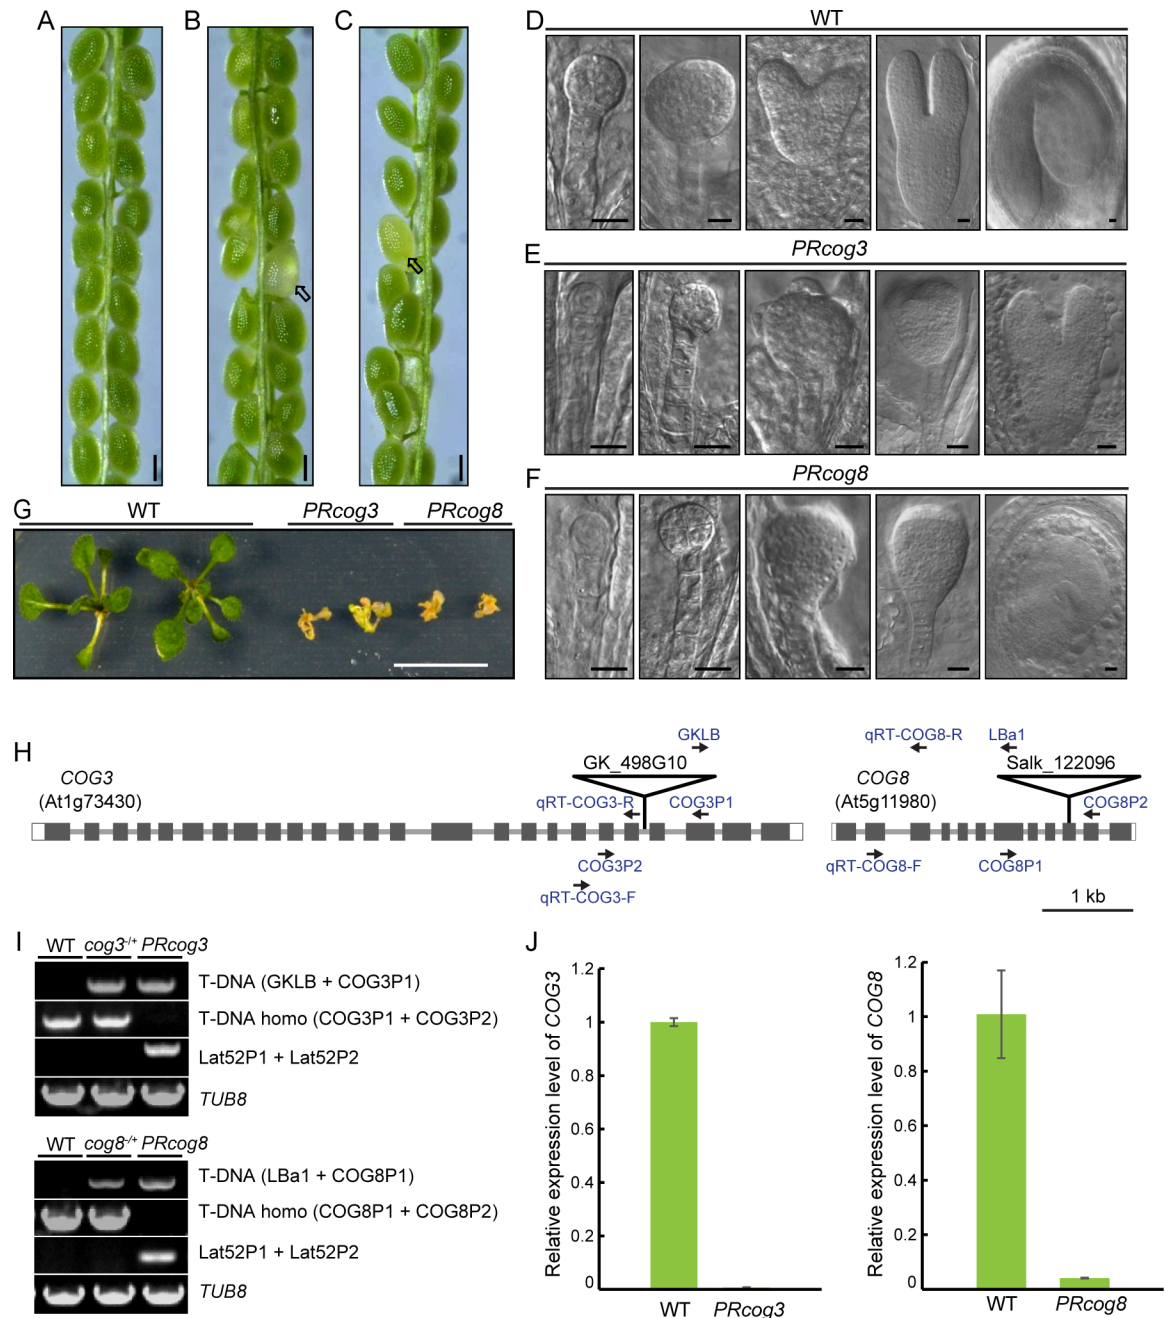 A
B
C
D
WT
E
PRcog3
F
PRcog8
G
WT
PRcog3
PRcog8
H
COG3
(At1g73430)
GKLB
GK_498G10
qRT-COG3-R
COG3P1
COG3P2
qRT-COG3-F
qRT-COG8-R
LBa1
COG8
(At5g11980)
Salk_122096
COG8P2
qRT-COG8-F
COG8P1
1 kb
I
WT cog3-/+ PRcog3
T-DNA (GKLB + COG3P1)
T-DNA homo (COG3P1 + COG3P2)
Lat52P1 + Lat52P2
TUB8
WT cog8-/+ PRcog8
T-DNA (LBa1 + COG8P1)
T-DNA homo (COG8P1 + COG8P2)
Lat52P1 + Lat52P2
TUB8
J
Relative expression level of COG3
1.2
1
0.8
0.6
0.4
0.2
0
WT
PRcog3
Relative expression level of COG8
1.2
1
0.8
0.6
0.4
0.2
0
WT
PRcog8